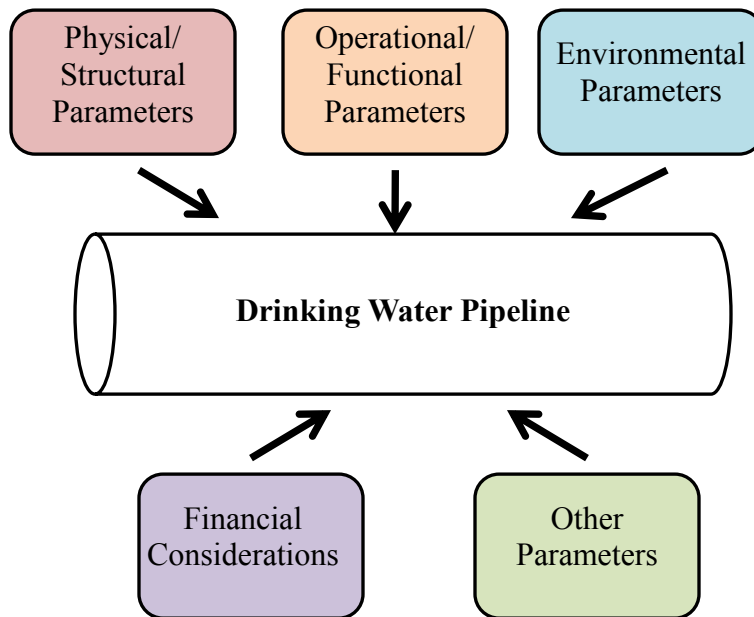 Physical/
Structural
Parameters
Operational/
Functional
Parameters
Environmental
Parameters
Drinking Water Pipeline
Financial
Considerations
Other
Parameters